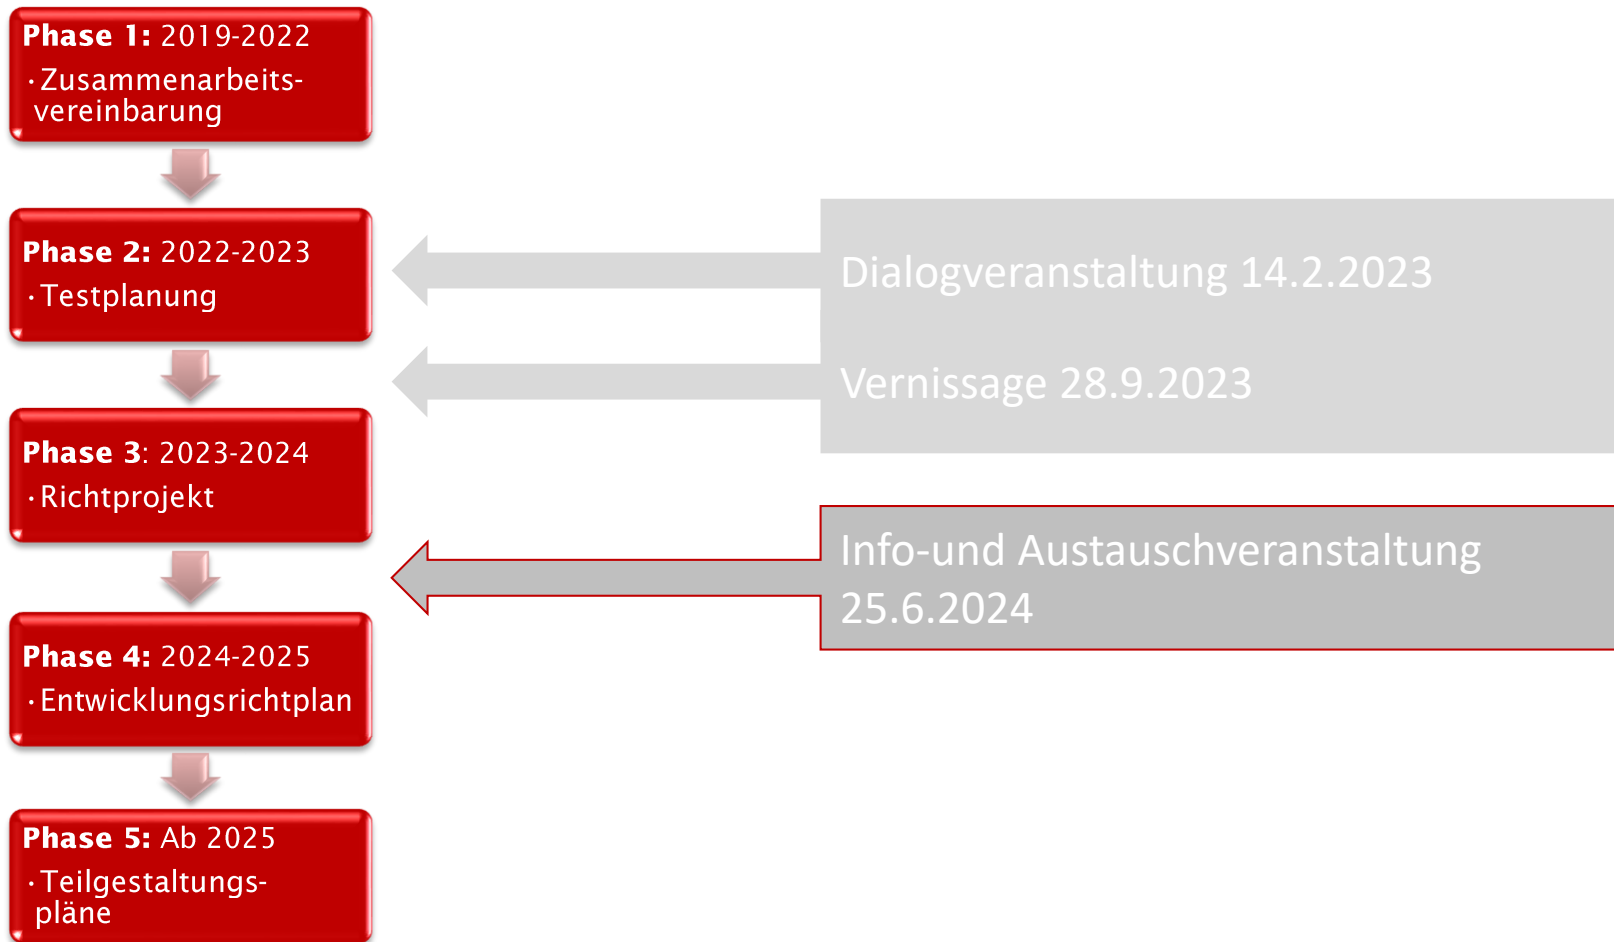 Phase 1: 2019-2022
· Zusammenarbeits-
vereinbarung
Phase 2: 2022-2023
· Testplanung
Dialogveranstaltung 14.2.2023
Vernissage 28.9.2023
Phase 3: 2023-2024
· Richtprojekt
Info-und Austauschveranstaltung
25.6.2024
Phase 4: 2024-2025
· Entwicklungsrichtplan
Phase 5: Ab 2025
· Teilgestaltungs-
pläne